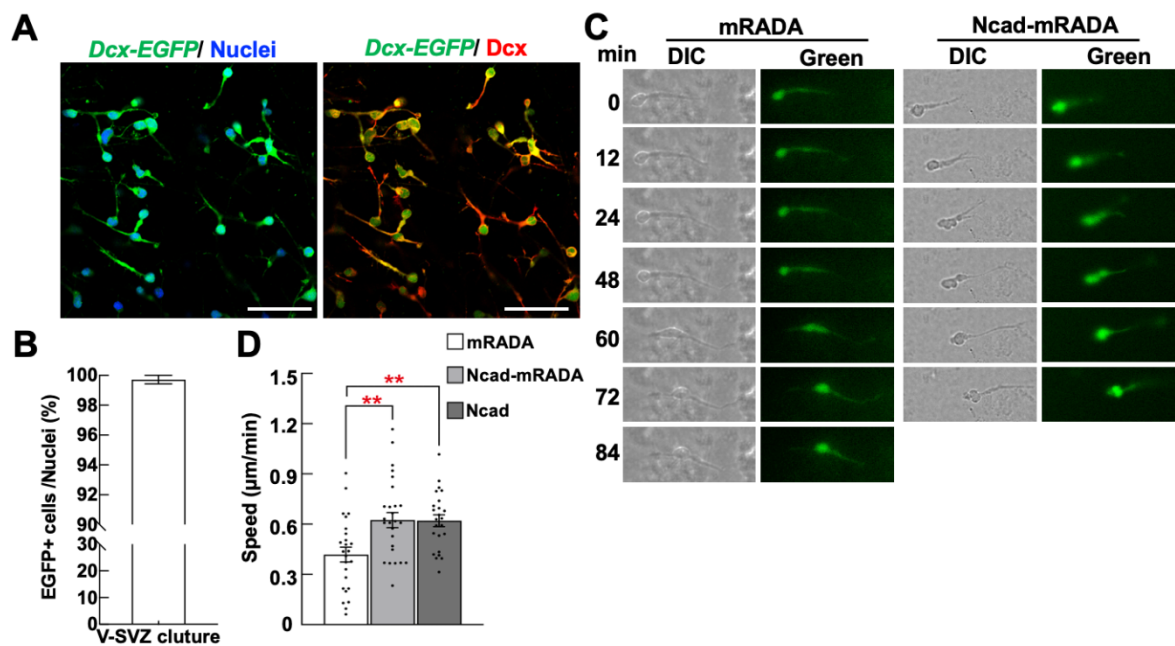 A
Dcx-EGFP/ Nuclei
Dcx-EGFP/ Dcx
B
EGFP+ cells /Nuclei (%)
100
98
96
94
92
90
30
20
10
0
V-SVZ cluture
C
mRADA
Ncad-mRADA
min
DIC
Green
DIC
Green
0
12
24
48
60
72
84
D
mRADA
Ncad-mRADA
Ncad
Speed (µm/min)
1.5
1.2
0.9
0.6
0.3
0
**
**